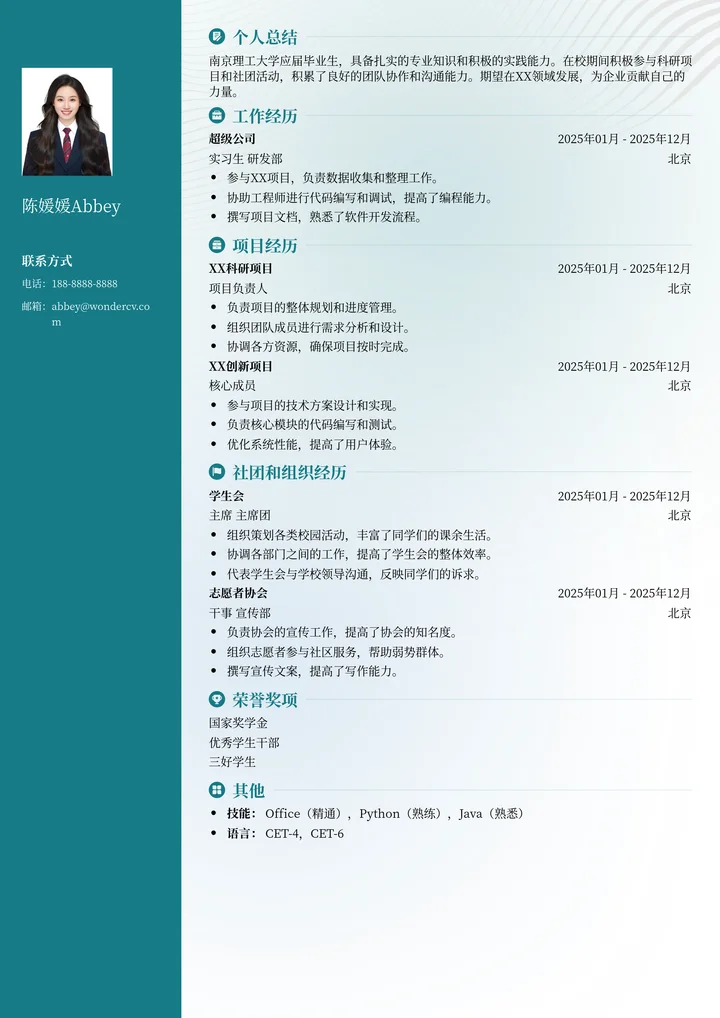 陈媛媛Abbey
联系方式
电话：188-8888-8888
邮箱：abbey@wondercv.co
m
个人总结
南京理工大学应届毕业生，具备扎实的专业知识和积极的实践能力。在校期间积极参与科研项
目和社团活动，积累了良好的团队协作和沟通能力。期望在XX领域发展，为企业贡献自己的
力量。
工作经历
超级公司 2025年01月 - 2025年12月
实习生 研发部 北京
• 参与XX项目，负责数据收集和整理工作。
• 协助工程师进行代码编写和调试，提高了编程能力。
• 撰写项目文档，熟悉了软件开发流程。
项目经历
XX科研项目 2025年01月 - 2025年12月
项目负责人 北京
• 负责项目的整体规划和进度管理。
• 组织团队成员进行需求分析和设计。
• 协调各方资源，确保项目按时完成。
XX创新项目 2025年01月 - 2025年12月
核心成员 北京
• 参与项目的技术方案设计和实现。
• 负责核心模块的代码编写和测试。
• 优化系统性能，提高了用户体验。
社团和组织经历
学生会 2025年01月 - 2025年12月
主席 主席团 北京
• 组织策划各类校园活动，丰富了同学们的课余生活。
• 协调各部门之间的工作，提高了学生会的整体效率。
• 代表学生会与学校领导沟通，反映同学们的诉求。
志愿者协会 2025年01月 - 2025年12月
干事 宣传部 北京
• 负责协会的宣传工作，提高了协会的知名度。
• 组织志愿者参与社区服务，帮助弱势群体。
• 撰写宣传文案，提高了写作能力。
荣誉奖项
国家奖学金
优秀学生干部
三好学生
其他
• 技能： Office（精通），Python（熟练），Java（熟悉）
• 语言： CET-4，CET-6